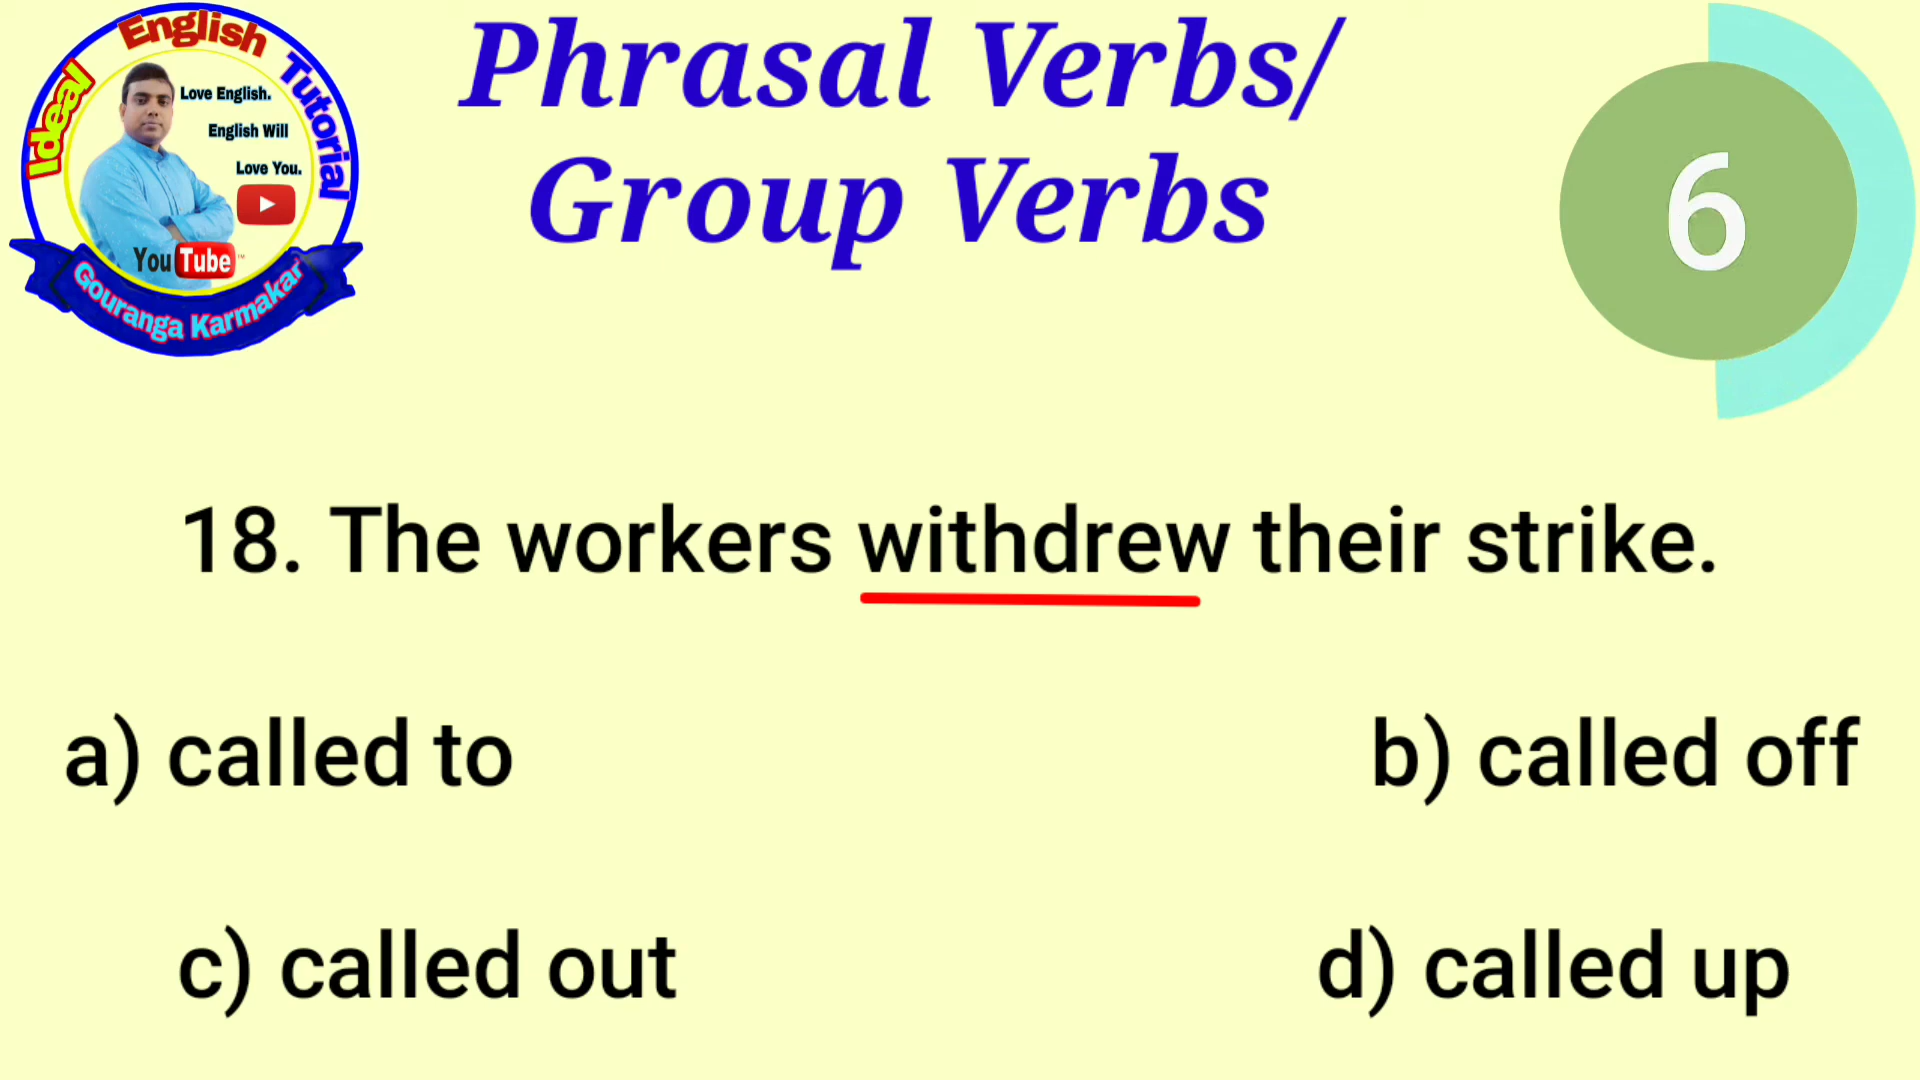 Ideal English Tutorial
Love English.
English Will
Love You.
YouTube
Gouranga Karmakar
Phrasal Verbs/
Group Verbs
6
18. The workers withdrew their strike.
a) called to
b) called off
c) called out
d) called up